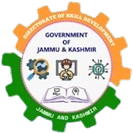 DIRECTORATE OF SKILL DEVELOPMENT
GOVERNMENT
OF
JAMMU & KASHMIR
JAMMU AND KASHMIR